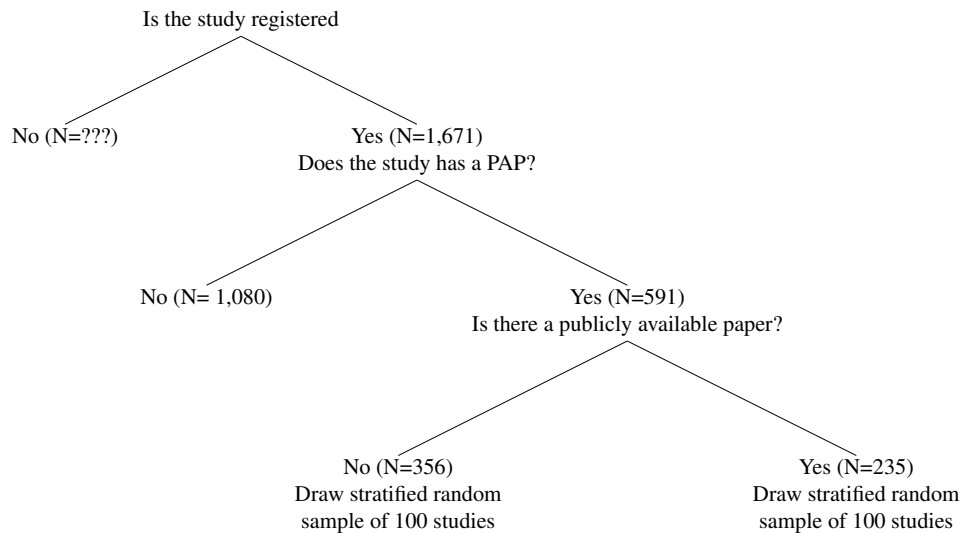 Is the study registered
No (N=???)
Yes (N=1,671)
Does the study has a PAP?
No (N= 1,080)
Yes (N=591)
Is there a publicly available paper?
No (N=356)
Draw stratified random
sample of 100 studies
Yes (N=235)
Draw stratified random
sample of 100 studies